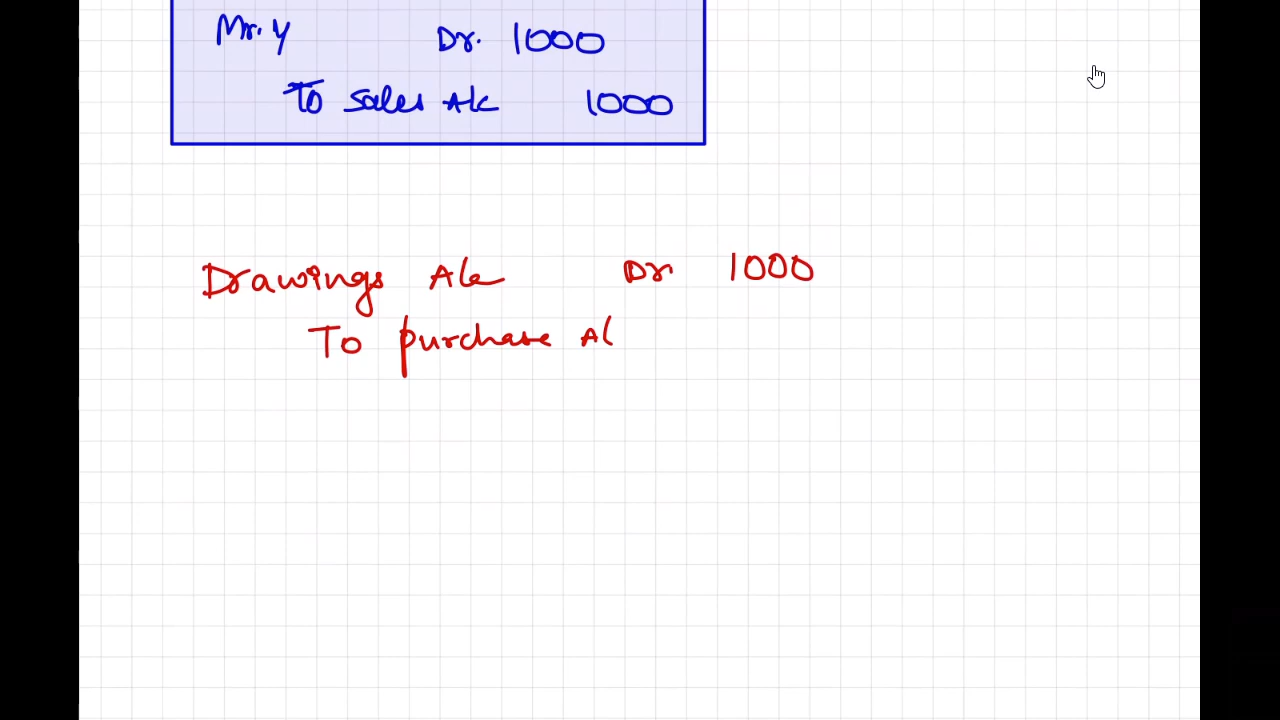 Mr. Y Dr. 1000
To Sales A/c 1000
Drawings A/c Dr 1000
To purchase A/